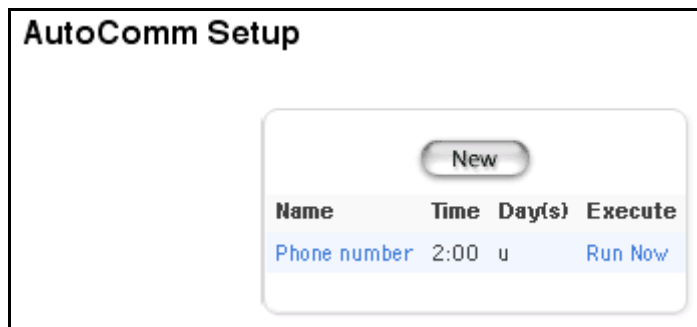 AutoComm Setup
New
Name Time Day(s) Execute
Phone number 2:00 u Run Now